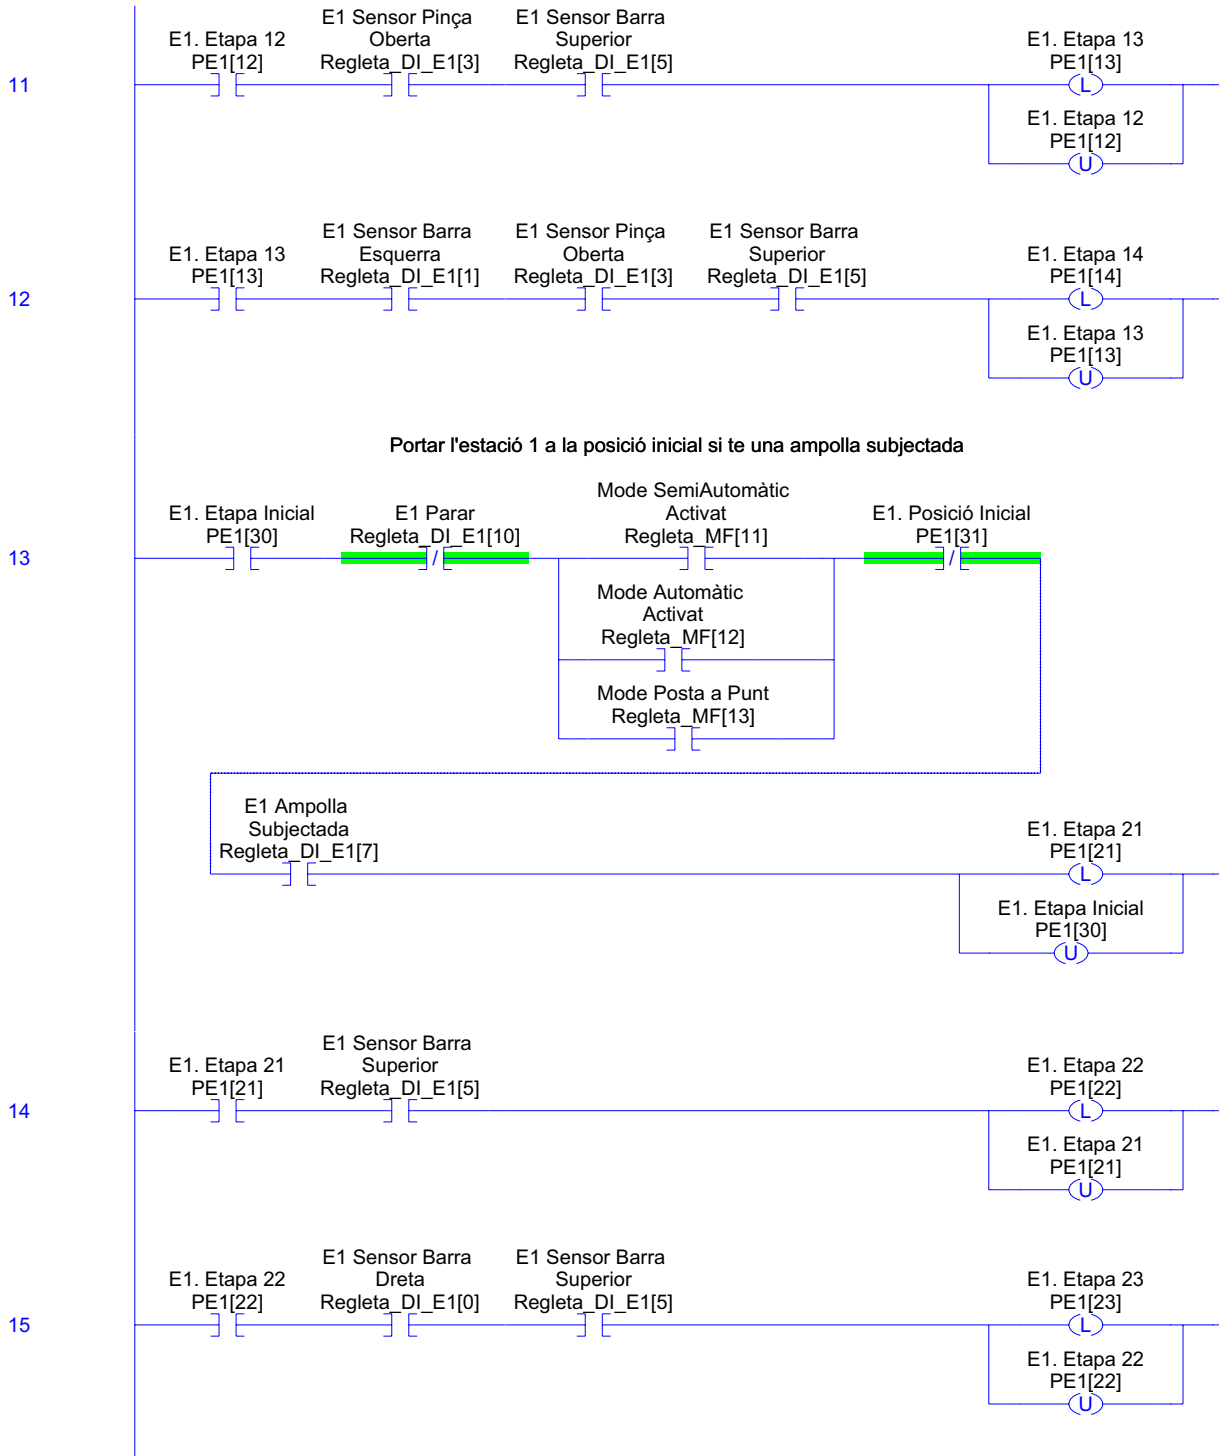 E1. Etapa 12
PE1[12]
E1 Sensor Pinça
Oberta
Regleta_DI_E1[3]
E1 Sensor Barra
Superior
Regleta_DI_E1[5]
E1. Etapa 13
PE1[13]
11
L
E1. Etapa 12
PE1[12]
U
E1. Etapa 13
PE1[13]
E1 Sensor Barra
Esquerra
Regleta_DI_E1[1]
E1 Sensor Pinça
Oberta
Regleta_DI_E1[3]
E1 Sensor Barra
Superior
Regleta_DI_E1[5]
E1. Etapa 14
PE1[14]
12
L
E1. Etapa 13
PE1[13]
U
Portar l'estació 1 a la posició inicial si te una ampolla subjectada
E1. Etapa Inicial
PE1[30]
E1 Parar
Regleta_DI_E1[10]
Mode SemiAutomàtic
Activat
Regleta_MF[11]
E1. Posició Inicial
PE1[31]
13
/
/
Mode Automàtic
Activat
Regleta_MF[12]
Mode Posta a Punt
Regleta_MF[13]
E1 Ampolla
Subjectada
Regleta_DI_E1[7]
E1. Etapa 21
PE1[21]
L
E1. Etapa Inicial
PE1[30]
U
E1. Etapa 21
PE1[21]
E1 Sensor Barra
Superior
Regleta_DI_E1[5]
E1. Etapa 22
PE1[22]
14
L
E1. Etapa 21
PE1[21]
U
E1. Etapa 22
PE1[22]
E1 Sensor Barra
Dreta
Regleta_DI_E1[0]
E1 Sensor Barra
Superior
Regleta_DI_E1[5]
E1. Etapa 23
PE1[23]
15
L
E1. Etapa 22
PE1[22]
U